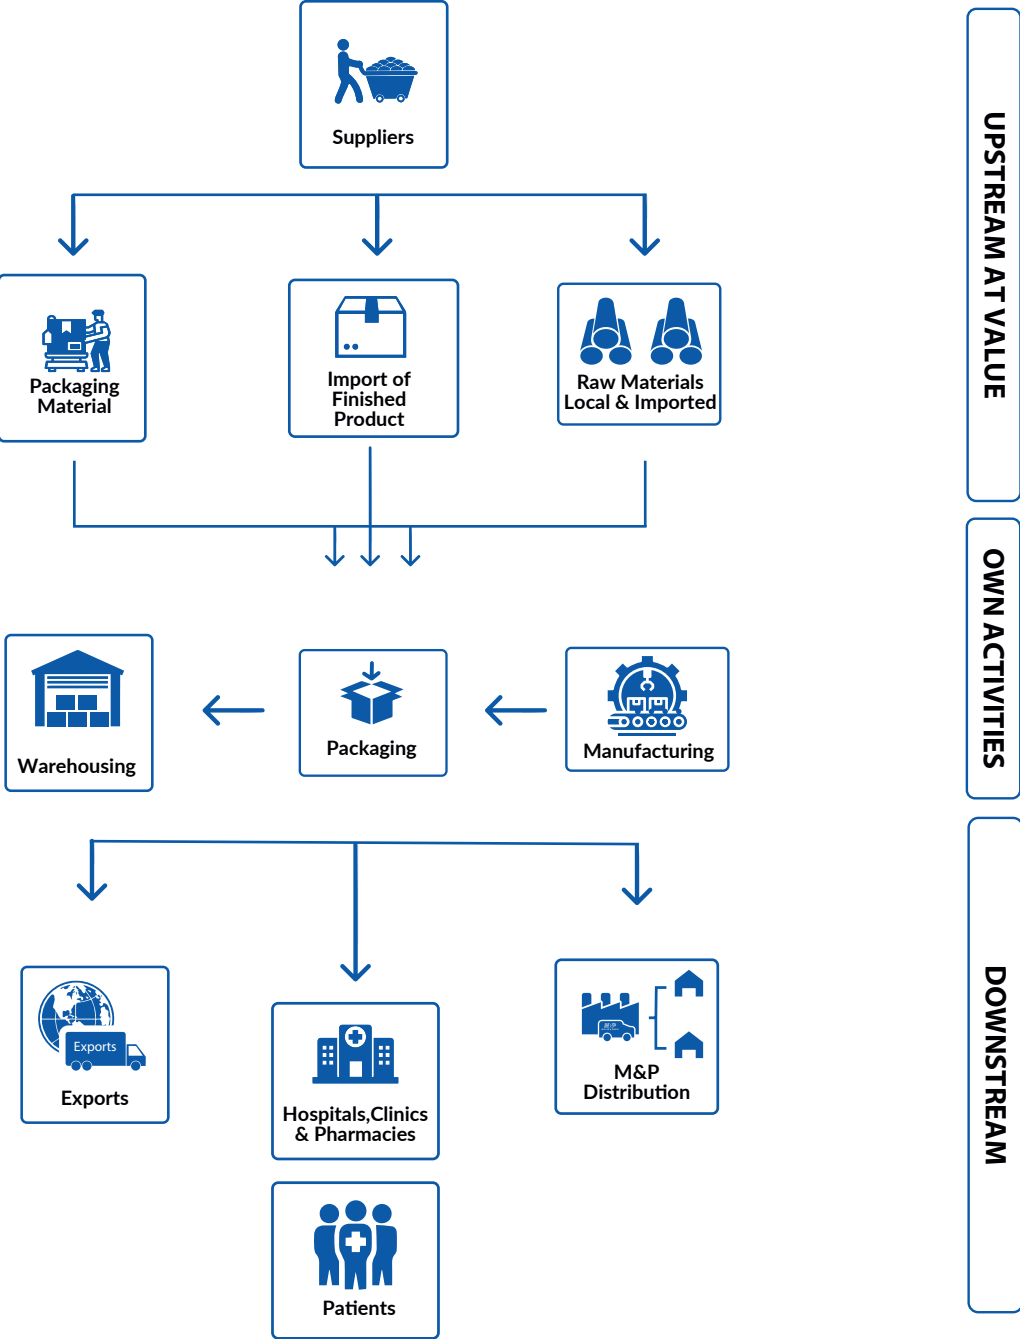 Suppliers
UPSTREAM AT VALUE
Packaging
Material
Import of
Finished
Product
Raw Materials
Local & Imported
OWN ACTIVITIES
Warehousing
Packaging
Manufacturing
DOWNSTREAM
Exports
Exports
Hospitals,Clinics
& Pharmacies
M&P
M&P
Distribution
Patients